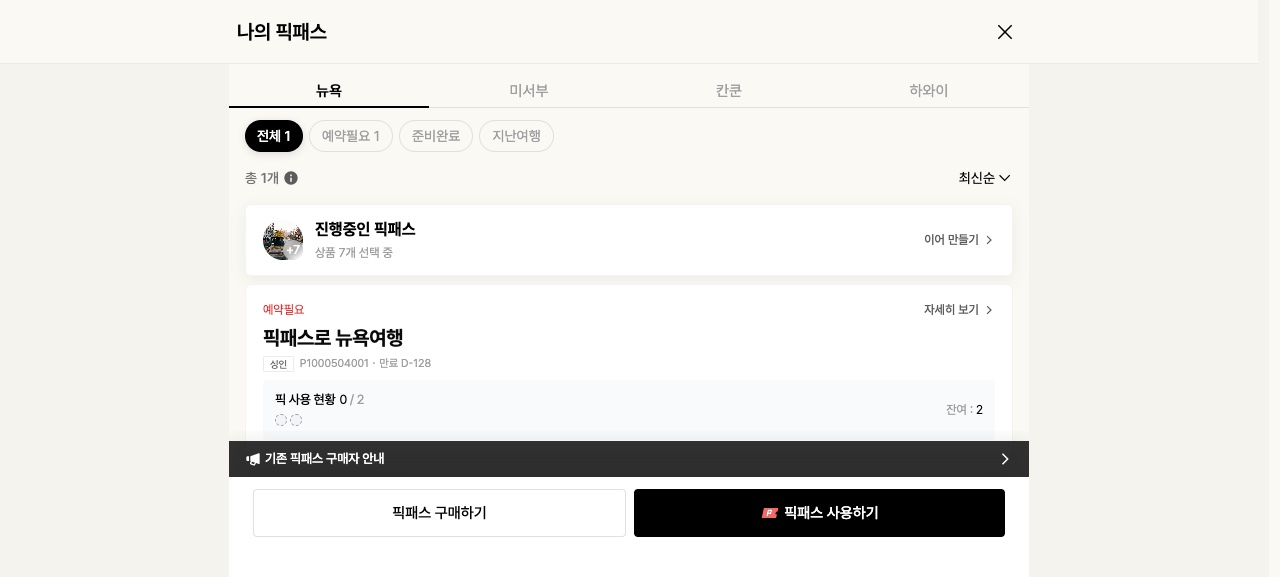 나의 픽패스
뉴욕
미서부
칸쿤
하와이
전체 1
예약필요 1
준비완료
지난여행
총 1개
최신순
+7
진행중인 픽패스
상품 7개 선택 중
이어 만들기
예약필요
자세히 보기
픽패스로 뉴욕여행
성인 P1000504001 · 만료 D-128
픽 사용 현황 0 / 2
잔여 : 2
기존 픽패스 구매자 안내
픽패스 구매하기
P 픽패스 사용하기